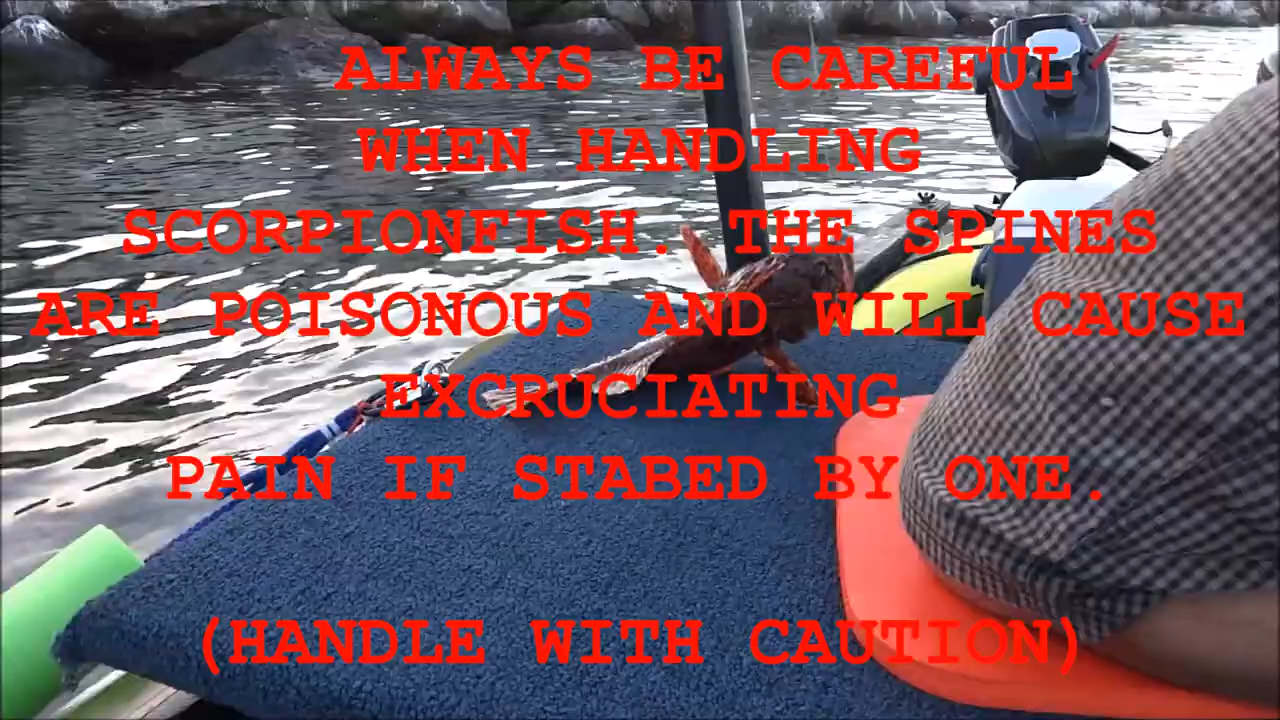 ALWAYS BE CAREFUL
WHEN HANDLING
SCORPIONFISH. THE SPINES
ARE POISONOUS AND WILL CAUSE
EXCRUCIATING
PAIN IF STABED BY ONE.
(HANDLE WITH CAUTION)